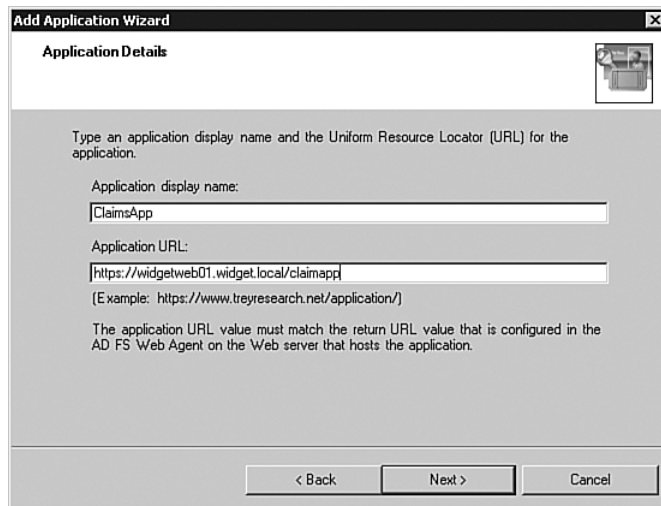 Add Application Wizard
Application Details
Type an application display name and the Uniform Resource Locator (URL) for the
application.
Application display name:
ClaimsApp
Application URL:
https://widgetweb01.widget.local/claimapp
(Example: https://www.treyresearch.net/application/)
The application URL value must match the return URL value that is configured in the
AD FS Web Agent on the Web server that hosts the application.
< Back
Next >
Cancel